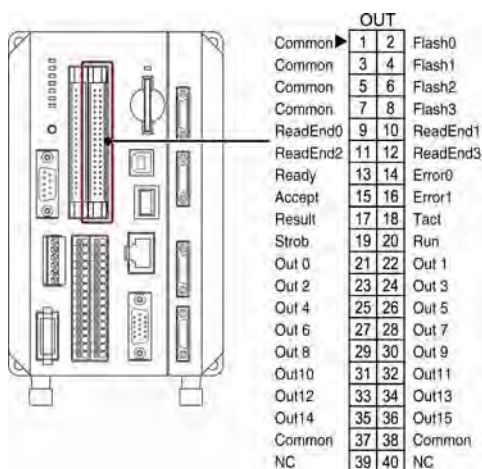 OUT
Common 1 2 Flash0
Common 3 4 Flash1
Common 5 6 Flash2
Common 7 8 Flash3
ReadEnd0 9 10 ReadEnd1
ReadEnd2 11 12 ReadEnd3
Ready 13 14 Error0
Accept 15 16 Error1
Result 17 18 Tact
Strob 19 20 Run
Out 0 21 22 Out 1
Out 2 23 24 Out 3
Out 4 25 26 Out 5
Out 6 27 28 Out 7
Out 8 29 30 Out 9
Out10 31 32 Out11
Out12 33 34 Out13
Out14 35 36 Out15
Common 37 38 Common
NC 39 40 NC